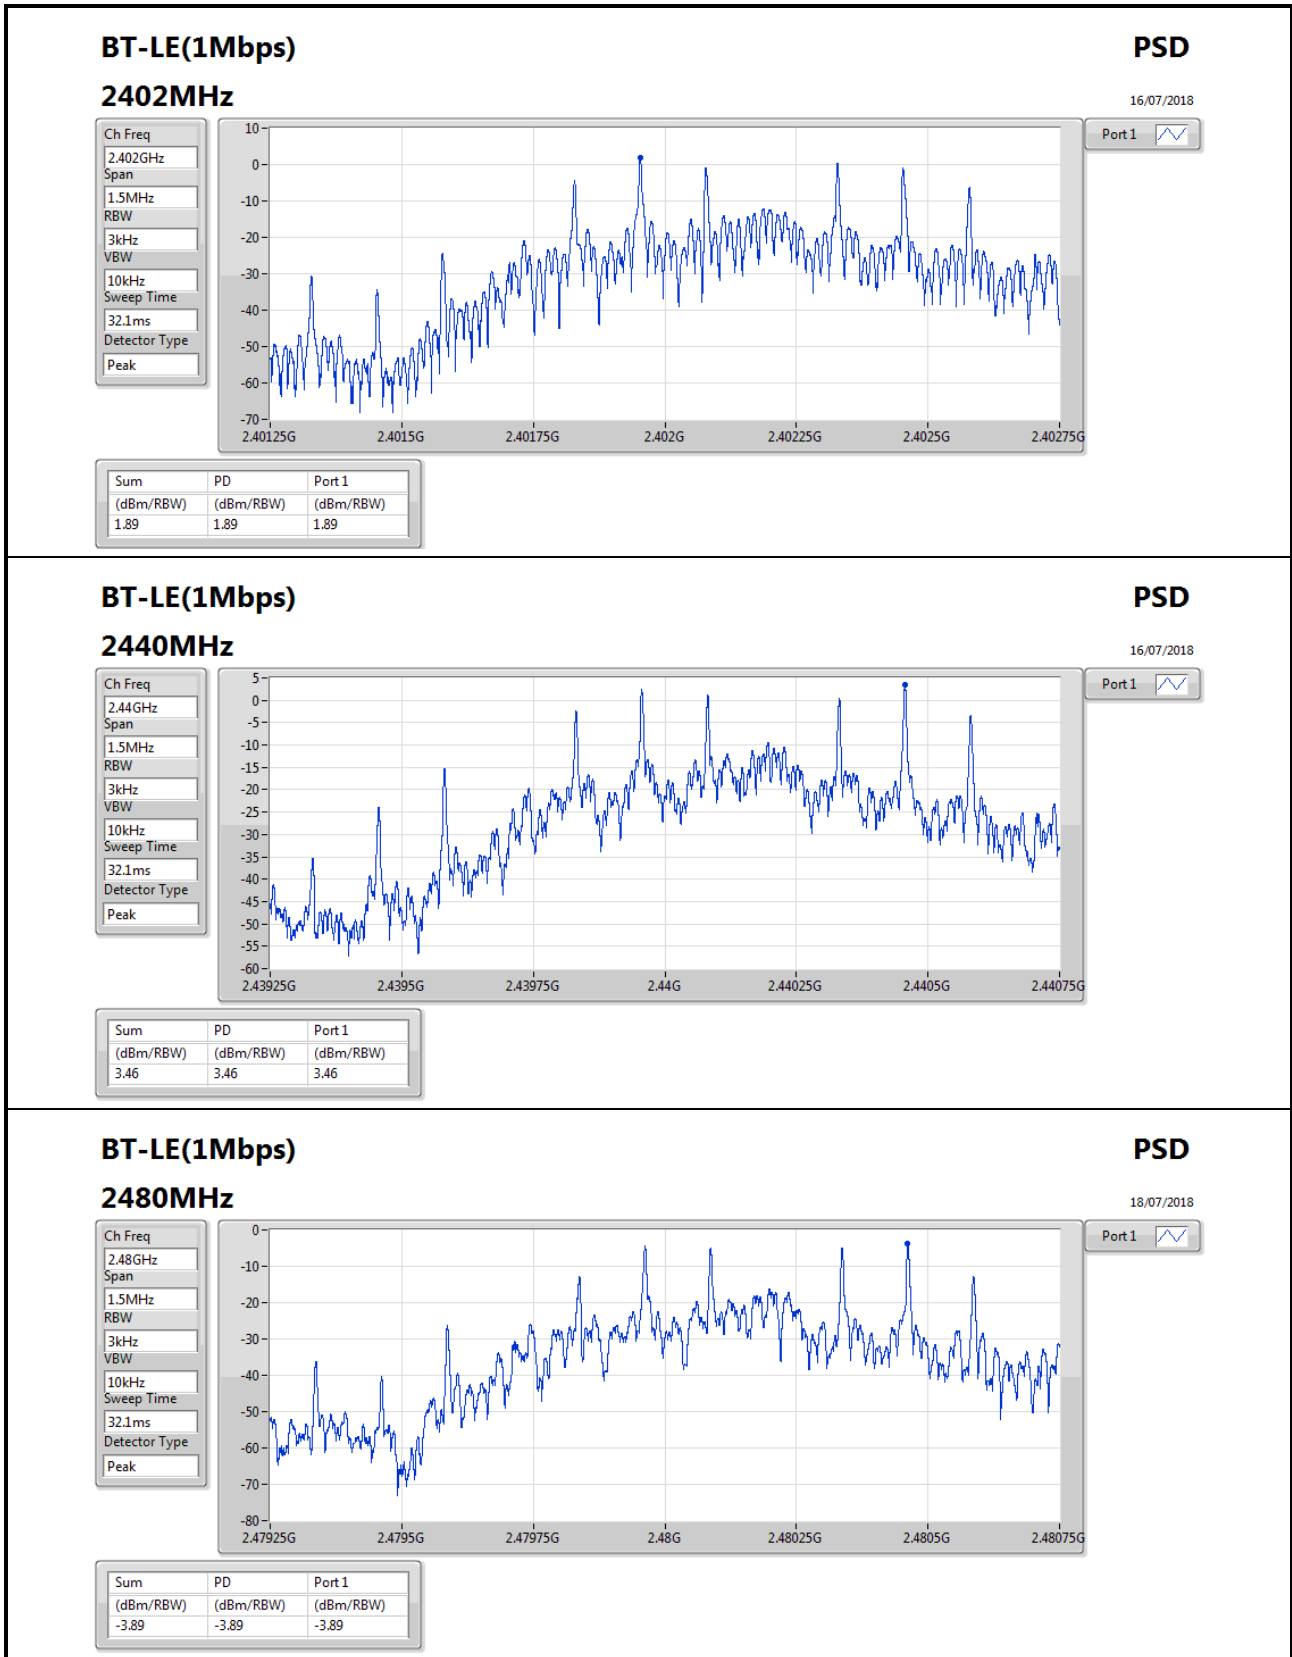 BT-LE(1Mbps) PSD
2402MHz 16/07/2018
Ch Freq
2.402GHz
Span
1.5MHz
RBW
3kHz
VBW
10kHz
Sweep Time
32.1ms
Detector Type
Peak
10
0
-10
-20
-30
-40
-50
-60
-70
2.40125G 2.4015G 2.40175G 2.402G 2.40225G 2.4025G 2.40275G
Port 1
Sum PD Port 1
(dBm/RBW) (dBm/RBW) (dBm/RBW)
1.89 1.89 1.89
BT-LE(1Mbps) PSD
2440MHz 16/07/2018
Ch Freq
2.44GHz
Span
1.5MHz
RBW
3kHz
VBW
10kHz
Sweep Time
32.1ms
Detector Type
Peak
5
0
-5
-10
-15
-20
-25
-30
-35
-40
-45
-50
-55
-60
2.43925G 2.4395G 2.43975G 2.44G 2.44025G 2.4405G 2.44075G
Port 1
Sum PD Port 1
(dBm/RBW) (dBm/RBW) (dBm/RBW)
3.46 3.46 3.46
BT-LE(1Mbps) PSD
2480MHz 18/07/2018
Ch Freq
2.48GHz
Span
1.5MHz
RBW
3kHz
VBW
10kHz
Sweep Time
32.1ms
Detector Type
Peak
0
-10
-20
-30
-40
-50
-60
-70
-80
2.47925G 2.4795G 2.47975G 2.48G 2.48025G 2.4805G 2.48075G
Port 1
Sum PD Port 1
(dBm/RBW) (dBm/RBW) (dBm/RBW)
-3.89 -3.89 -3.89